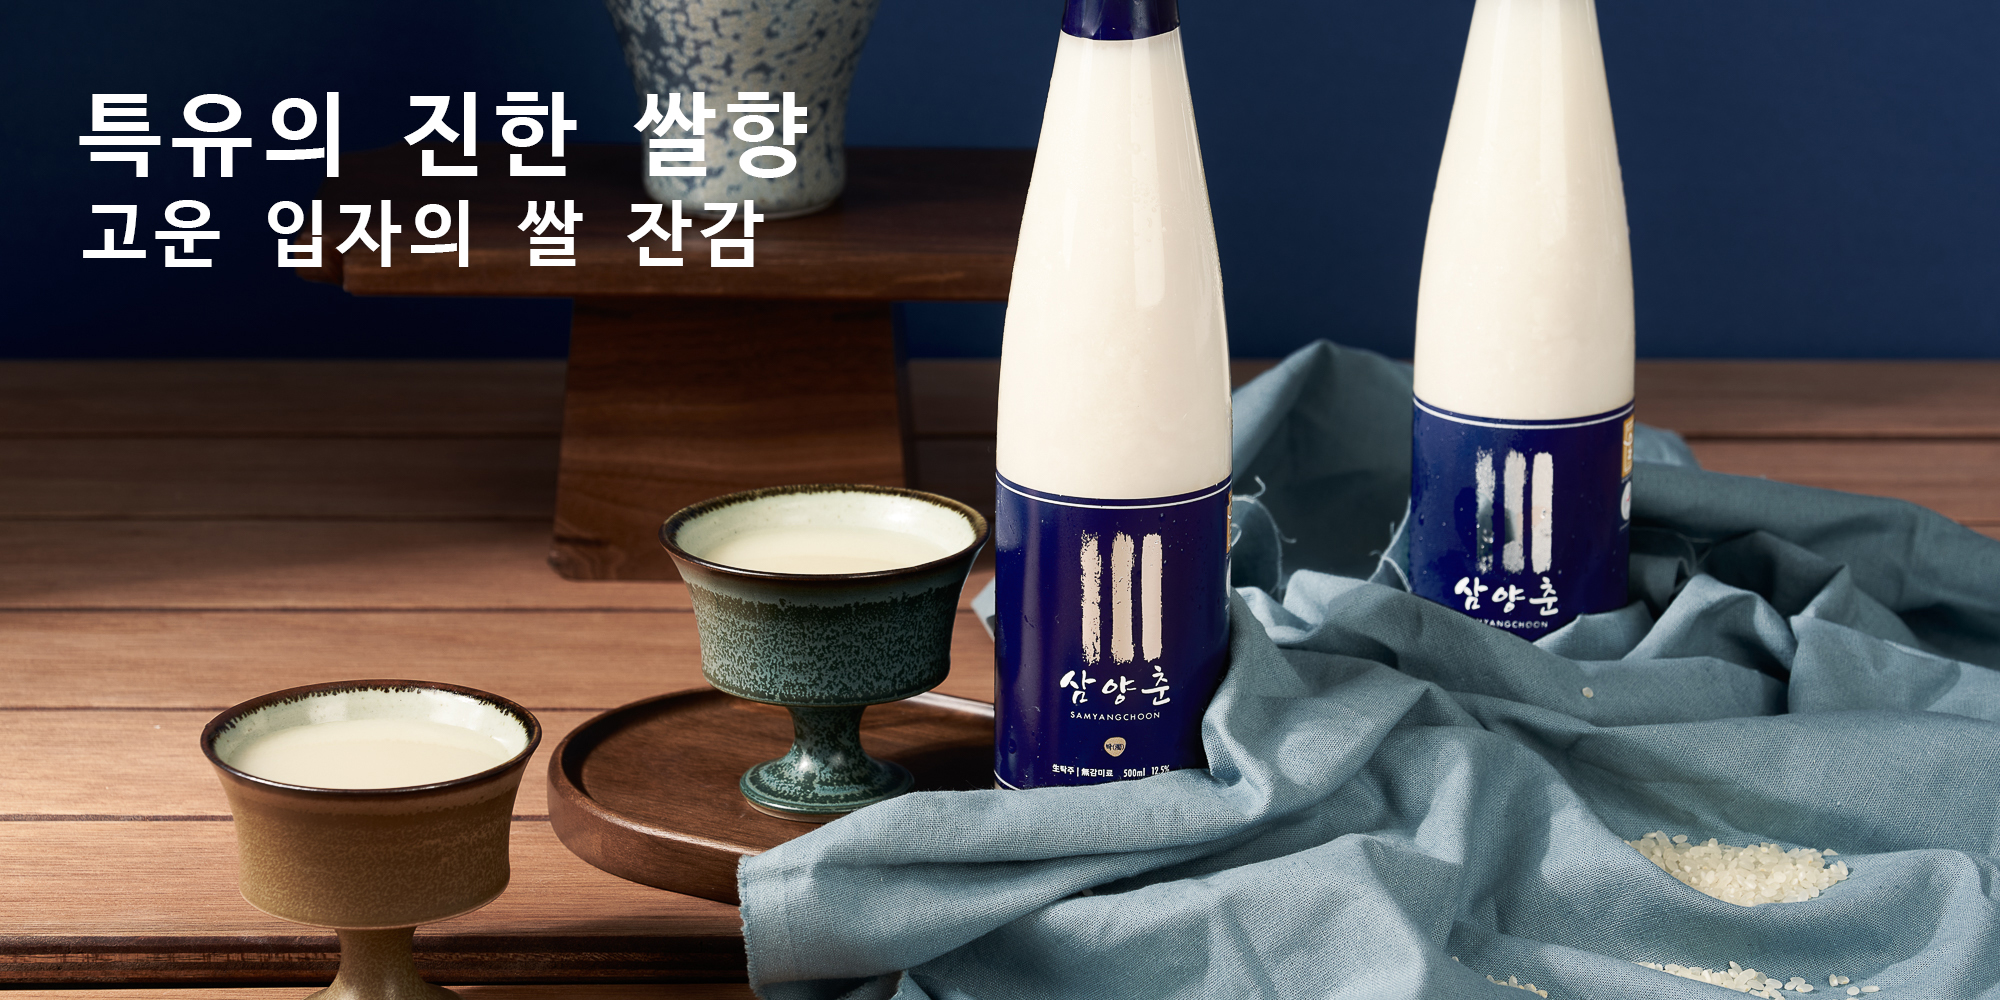 특유의 진한 쌀향
고운 입자의 쌀 잔감
삼양춘
SAMYANGCHOON
탁(濁)
生탁주 | 無감미료 500ml 12.5%
삼양춘
YANGCHOON